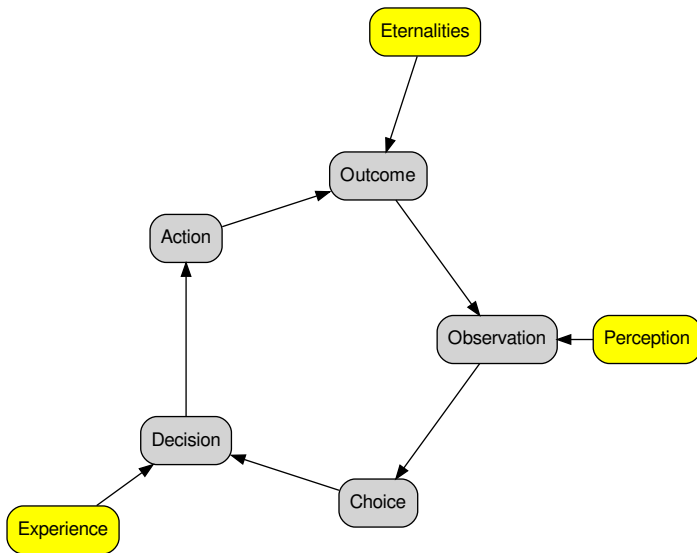 Eternalities
Outcome
Action
Observation
Perception
Decision
Choice
Experience